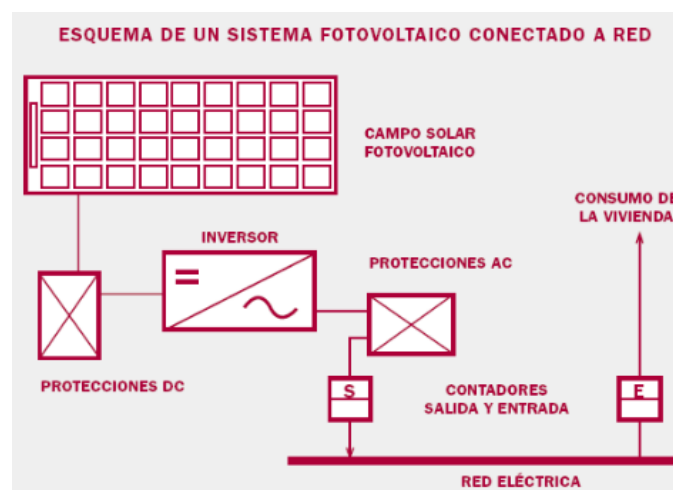 ESQUEMA DE UN SISTEMA FOTOVOLTAICO CONECTADO A RED
CAMPO SOLAR
FOTOVOLTAICO
CONSUMO DE
LA VIVIENDA
INVERSOR
PROTECCIONES AC
PROTECCIONES DC
S
CONTADORES
SALIDA Y ENTRADA
E
RED ELÉCTRICA